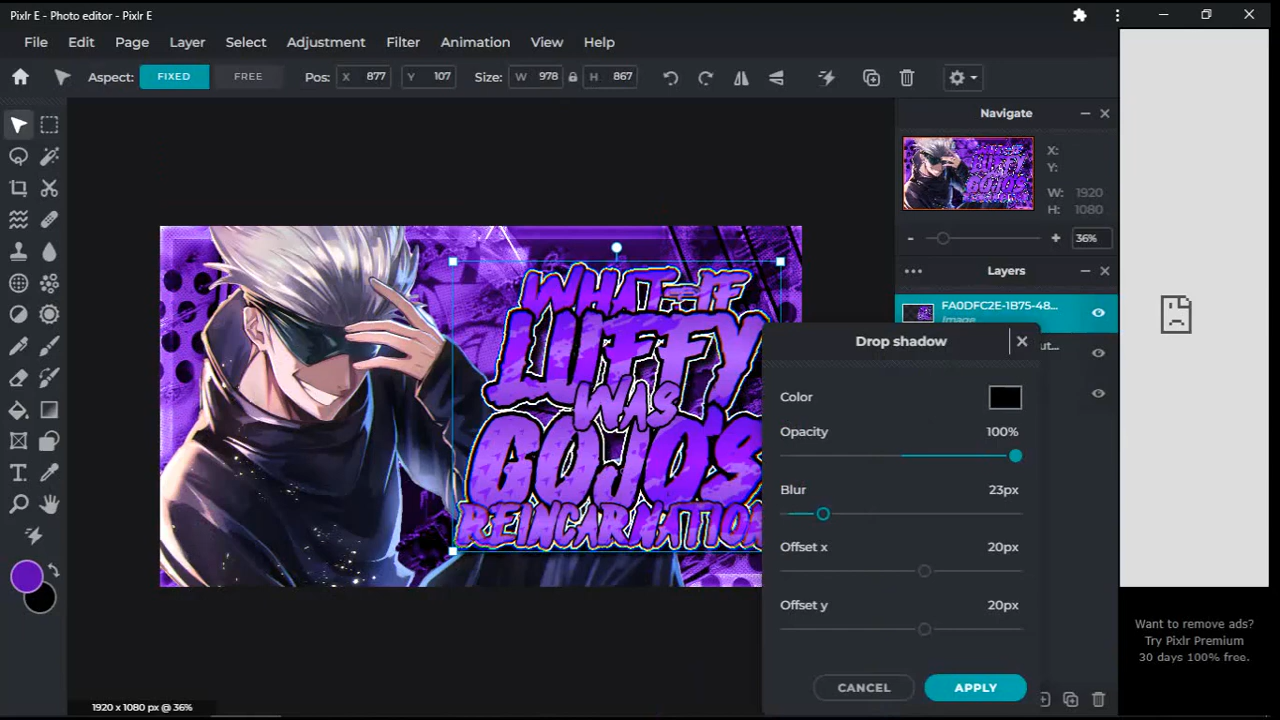 Pixlr E - Photo editor - Pixlr E
File Edit Page Layer Select Adjustment Filter Animation View Help
Aspect: FIXED FREE Pos: X 877 Y 107 Size: W 978 H 867
Navigate
X:
Y:
W: 1920
H: 1080
36%
Layers
FA0DFC2E-1B75-48...
Image
ut...
Drop shadow
Color
Opacity 100%
Blur 23px
Offset x 20px
Offset y 20px
CANCEL APPLY
WHAT IF
LUFFY
WAS
GOJO'S
REINCARNATION
1920 x 1080 px @ 36%
Want to remove ads?
Try Pixlr Premium
30 days 100% free.